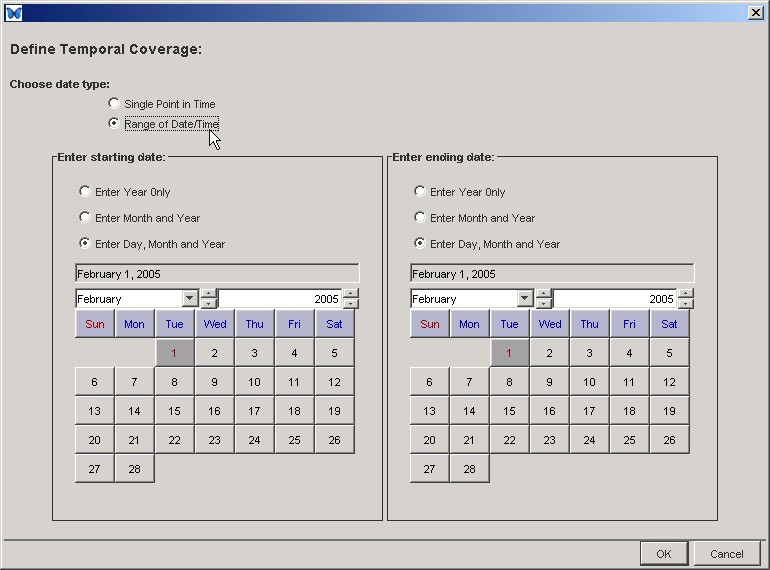 Define Temporal Coverage:
Choose date type:
Single Point in Time
Range of Date/Time
Enter starting date:
Enter Year Only
Enter Month and Year
Enter Day, Month and Year
February 1, 2005
February 2005
Sun Mon Tue Wed Thu Fri Sat
1 2 3 4 5
6 7 8 9 10 11 12
13 14 15 16 17 18 19
20 21 22 23 24 25 26
27 28
Enter ending date:
Enter Year Only
Enter Month and Year
Enter Day, Month and Year
February 1, 2005
February 2005
Sun Mon Tue Wed Thu Fri Sat
1 2 3 4 5
6 7 8 9 10 11 12
13 14 15 16 17 18 19
20 21 22 23 24 25 26
27 28
OK Cancel